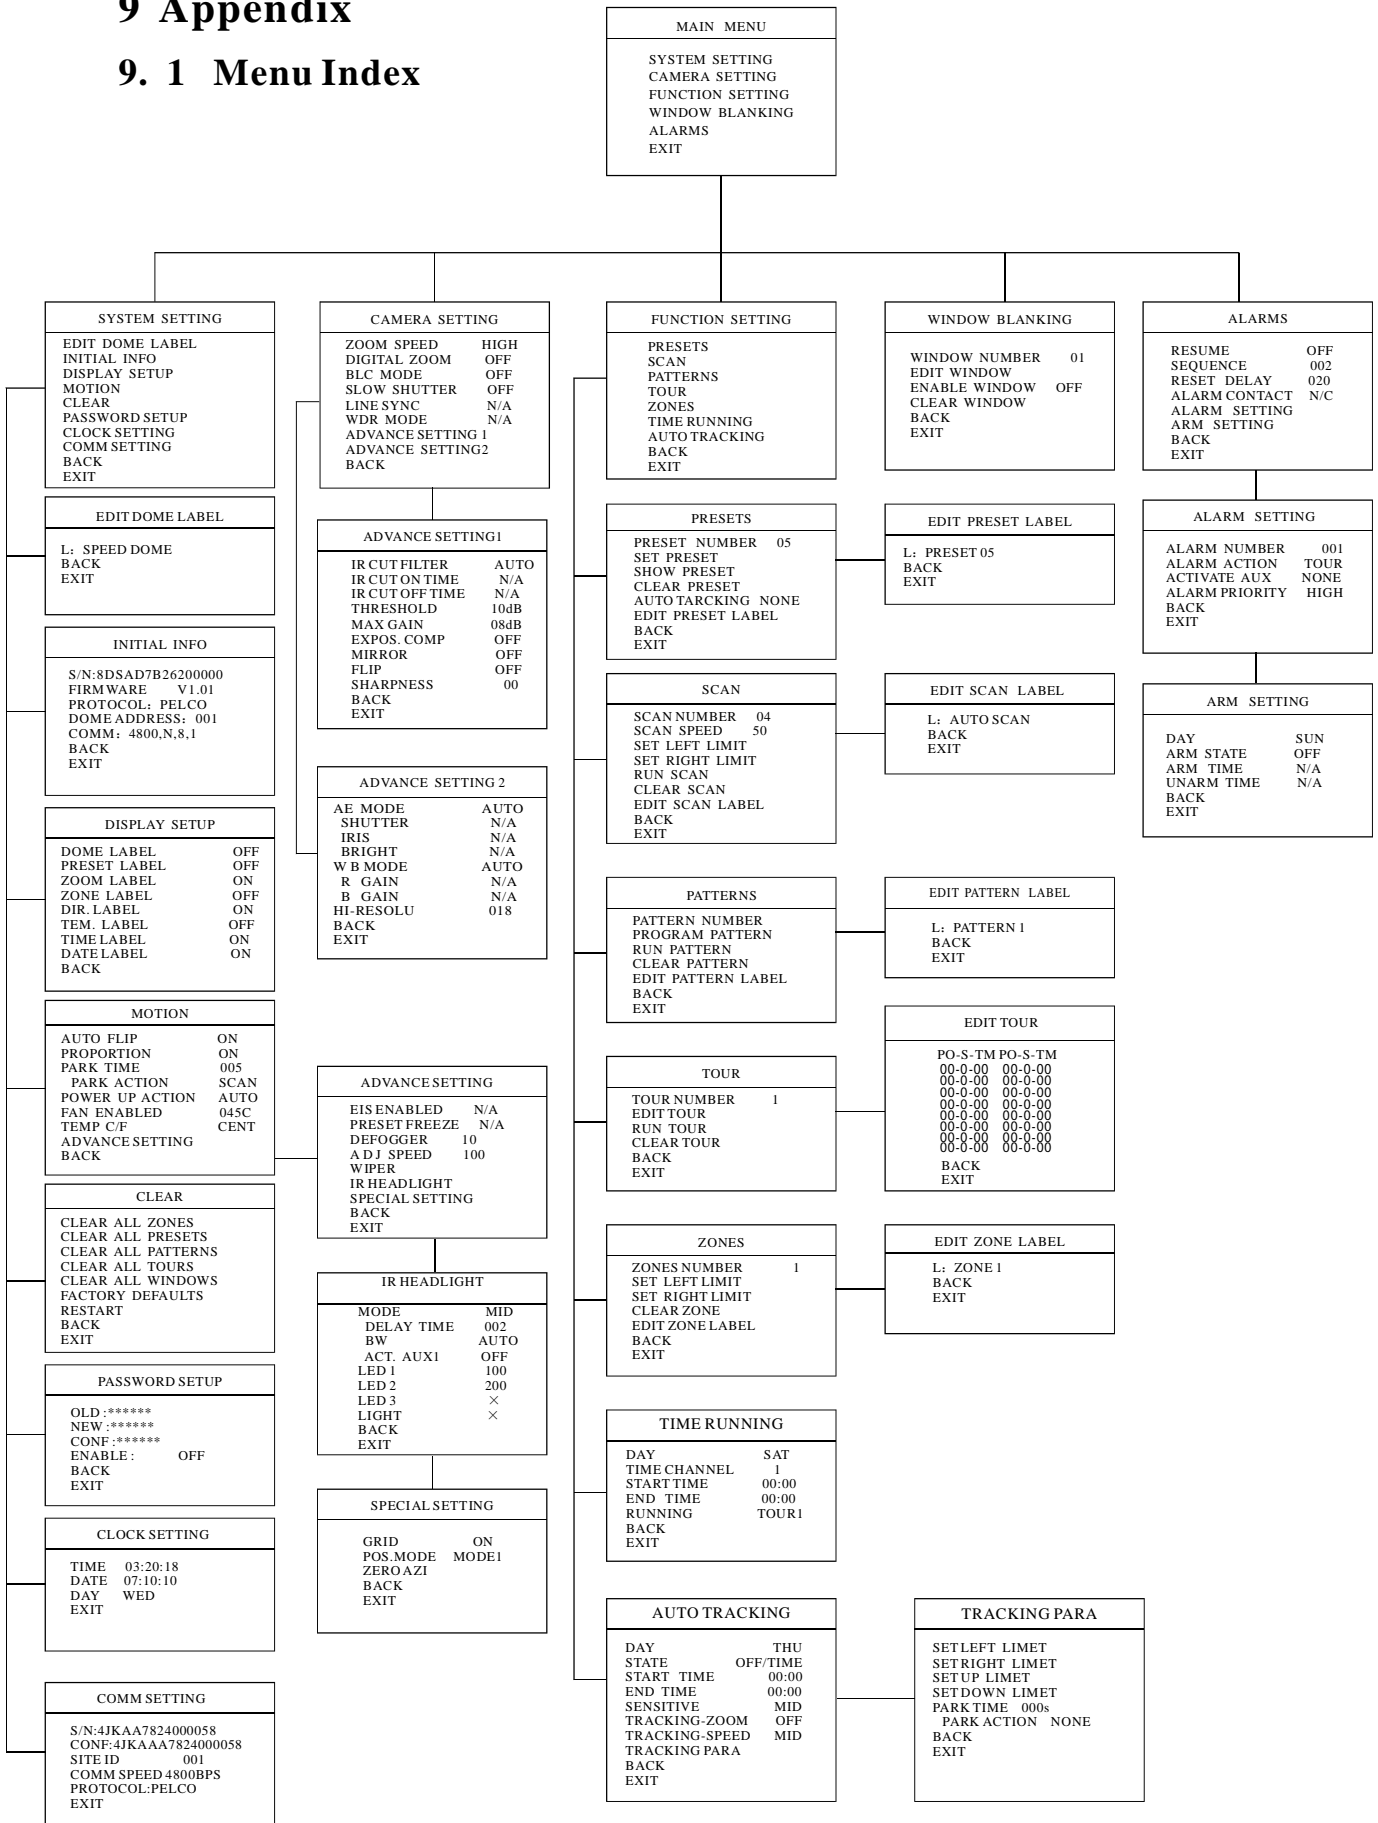 9 Appendix
9. 1 Menu Index
MAIN MENU
SYSTEM SETTING
CAMERA SETTING
FUNCTION SETTING
WINDOW BLANKING
ALARMS
EXIT
SYSTEM SETTING
EDIT DOME LABEL
INITIAL INFO
DISPLAY SETUP
MOTION
CLEAR
PASSWORD SETUP
CLOCK SETTING
COMM SETTING
BACK
EXIT
EDIT DOME LABEL
L: SPEED DOME
BACK
EXIT
INITIAL INFO
S/N:8DSAD7B26200000
FIRMWARE V1.01
PROTOCOL: PELCO
DOME ADDRESS: 001
COMM: 4800,N,8,1
BACK
EXIT
DISPLAY SETUP
DOME LABEL OFF
PRESET LABEL OFF
ZOOM LABEL ON
ZONE LABEL OFF
DIR. LABEL ON
TEM. LABEL OFF
TIME LABEL ON
DATE LABEL ON
BACK
MOTION
AUTO FLIP ON
PROPORTION ON
PARK TIME 005
PARK ACTION SCAN
POWER UP ACTION AUTO
FAN ENABLED 045C
TEMP C/F CENT
ADVANCE SETTING
BACK
CLEAR
CLEAR ALL ZONES
CLEAR ALL PRESETS
CLEAR ALL PATTERNS
CLEAR ALL TOURS
CLEAR ALL WINDOWS
FACTORY DEFAULTS
RESTART
BACK
EXIT
PASSWORD SETUP
OLD :******
NEW :******
CONF :******
ENABLE : OFF
BACK
EXIT
CLOCK SETTING
TIME 03:20:18
DATE 07:10:10
DAY WED
EXIT
COMM SETTING
S/N:4JKAA7824000058
CONF:4JKAAA7824000058
SITE ID 001
COMM SPEED 4800BPS
PROTOCOL:PELCO
EXIT
CAMERA SETTING
ZOOM SPEED HIGH
DIGITAL ZOOM OFF
BLC MODE OFF
SLOW SHUTTER OFF
LINE SYNC N/A
WDR MODE N/A
ADVANCE SETTING 1
ADVANCE SETTING2
BACK
ADVANCE SETTING1
IR CUT FILTER AUTO
IR CUT ON TIME N/A
IR CUT OFF TIME N/A
THRESHOLD 10dB
MAX GAIN 08dB
EXPOS. COMP OFF
MIRROR OFF
FLIP OFF
SHARPNESS 00
BACK
EXIT
ADVANCE SETTING 2
AE MODE AUTO
SHUTTER N/A
IRIS N/A
BRIGHT N/A
W B MODE AUTO
R GAIN N/A
B GAIN N/A
HI-RESOLU 018
BACK
EXIT
ADVANCE SETTING
EIS ENABLED N/A
PRESET FREEZE N/A
DEFOGGER 10
A D J SPEED 100
WIPER
IR HEADLIGHT
SPECIAL SETTING
BACK
EXIT
IR HEADLIGHT
MODE MID
DELAY TIME 002
BW AUTO
ACT. AUX1 OFF
LED 1 100
LED 2 200
LED 3 ×
LIGHT ×
BACK
EXIT
SPECIAL SETTING
GRID ON
POS.MODE MODE1
ZERO AZI
BACK
EXIT
FUNCTION SETTING
PRESETS
SCAN
PATTERNS
TOUR
ZONES
TIME RUNNING
AUTO TRACKING
BACK
EXIT
PRESETS
PRESET NUMBER 05
SET PRESET
SHOW PRESET
CLEAR PRESET
AUTO TARCKING NONE
EDIT PRESET LABEL
BACK
EXIT
EDIT PRESET LABEL
L: PRESET 05
BACK
EXIT
SCAN
SCAN NUMBER 04
SCAN SPEED 50
SET LEFT LIMIT
SET RIGHT LIMIT
RUN SCAN
CLEAR SCAN
EDIT SCAN LABEL
BACK
EXIT
EDIT SCAN LABEL
L: AUTO SCAN
BACK
EXIT
PATTERNS
PATTERN NUMBER
PROGRAM PATTERN
RUN PATTERN
CLEAR PATTERN
EDIT PATTERN LABEL
BACK
EXIT
EDIT PATTERN LABEL
L: PATTERN 1
BACK
EXIT
TOUR
TOUR NUMBER 1
EDIT TOUR
RUN TOUR
CLEAR TOUR
BACK
EXIT
EDIT TOUR
PO-S-TM PO-S-TM
00-0-00 00-0-00
00-0-00 00-0-00
00-0-00 00-0-00
00-0-00 00-0-00
00-0-00 00-0-00
00-0-00 00-0-00
00-0-00 00-0-00
00-0-00 00-0-00
BACK
EXIT
ZONES
ZONES NUMBER 1
SET LEFT LIMIT
SET RIGHT LIMIT
CLEAR ZONE
EDIT ZONE LABEL
BACK
EXIT
EDIT ZONE LABEL
L: ZONE 1
BACK
EXIT
TIME RUNNING
DAY SAT
TIME CHANNEL 1
START TIME 00:00
END TIME 00:00
RUNNING TOUR1
BACK
EXIT
AUTO TRACKING
DAY THU
STATE OFF/TIME
START TIME 00:00
END TIME 00:00
SENSITIVE MID
TRACKING-ZOOM OFF
TRACKING-SPEED MID
TRACKING PARA
BACK
EXIT
TRACKING PARA
SET LEFT LIMET
SET RIGHT LIMET
SET UP LIMET
SET DOWN LIMET
PARK TIME 000s
PARK ACTION NONE
BACK
EXIT
WINDOW BLANKING
WINDOW NUMBER 01
EDIT WINDOW
ENABLE WINDOW OFF
CLEAR WINDOW
BACK
EXIT
ALARMS
RESUME OFF
SEQUENCE 002
RESET DELAY 020
ALARM CONTACT N/C
ALARM SETTING
ARM SETTING
BACK
EXIT
ALARM SETTING
ALARM NUMBER 001
ALARM ACTION TOUR
ACTIVATE AUX NONE
ALARM PRIORITY HIGH
BACK
EXIT
ARM SETTING
DAY SUN
ARM STATE OFF
ARM TIME N/A
UNARM TIME N/A
BACK
EXIT